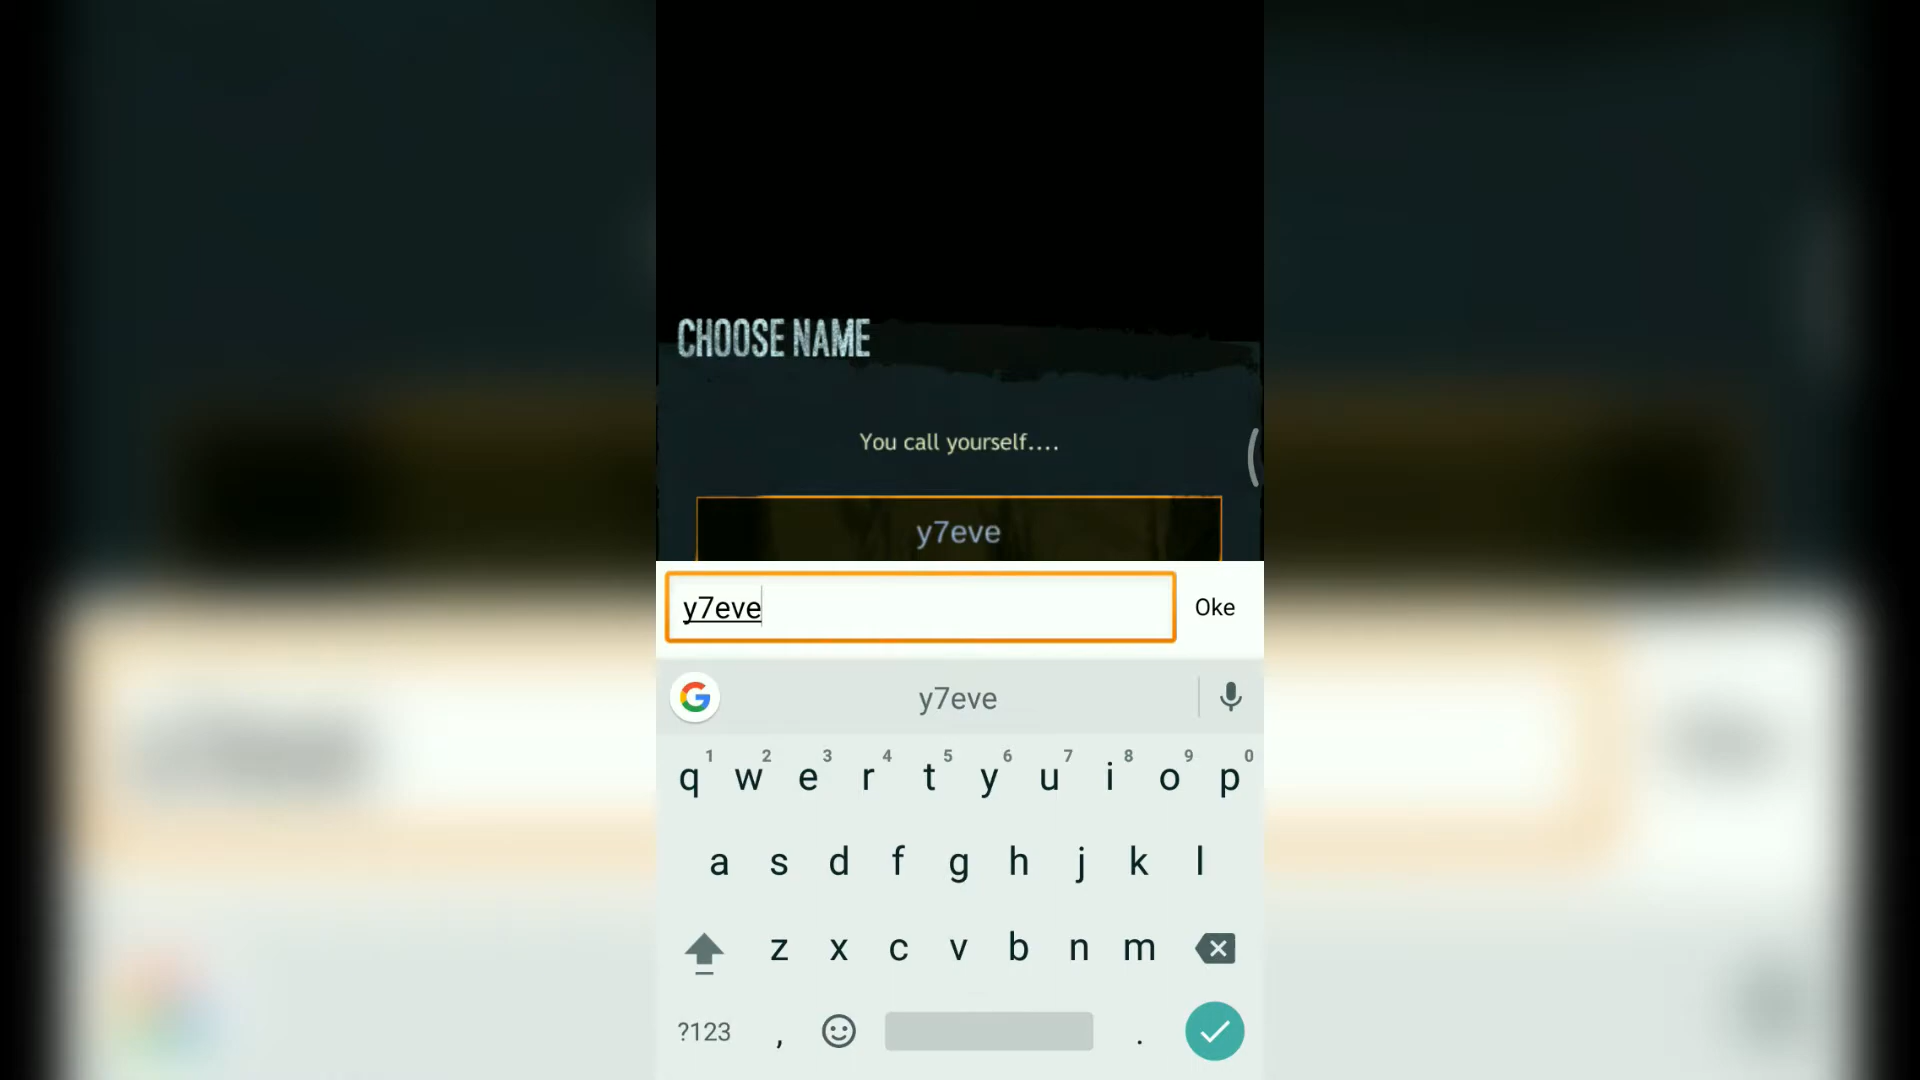 CHOOSE NAME
You call yourself....
y7eve
y7eve Oke
y7eve
1 2 3 4 5 6 7 8 9 0
q w e r t y u i o p
a s d f g h j k l
z x c v b n m
?123 , .